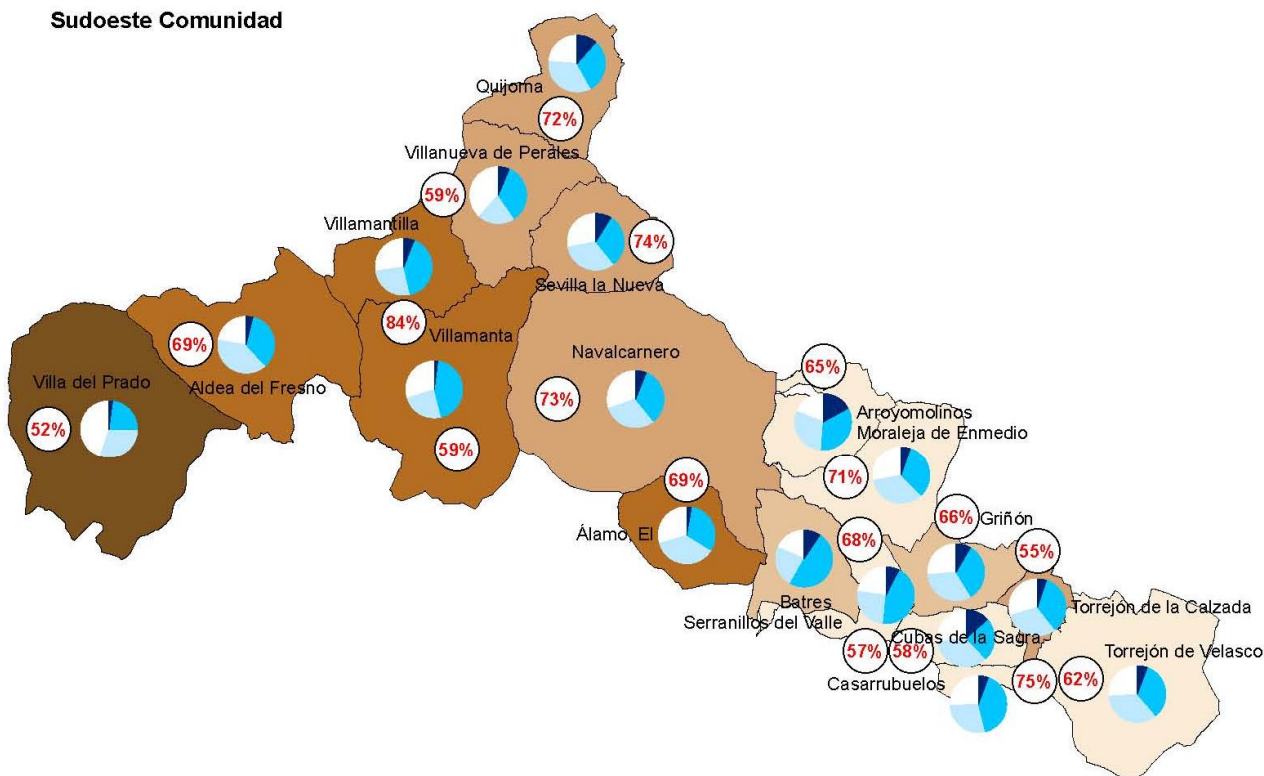 Sudoeste Comunidad
Quijorna
72%
Villanueva de Perales
59%
Villamantilla
74%
Sevilla la Nueva
84%
Villamanta
69%
Navalcarnero
65%
Villa del Prado
Aldea del Fresno
73%
Arroyomolinos
52%
Moraleja de Enmedio
59%
71%
69%
66%
Griñón
Álamo, El
68%
55%
Batres
Torrejón de la Calzada
Serranillos del Valle
Cubas de la Sagra
57%
58%
Torrejón de Velasco
Casarrubuelos
75%
62%